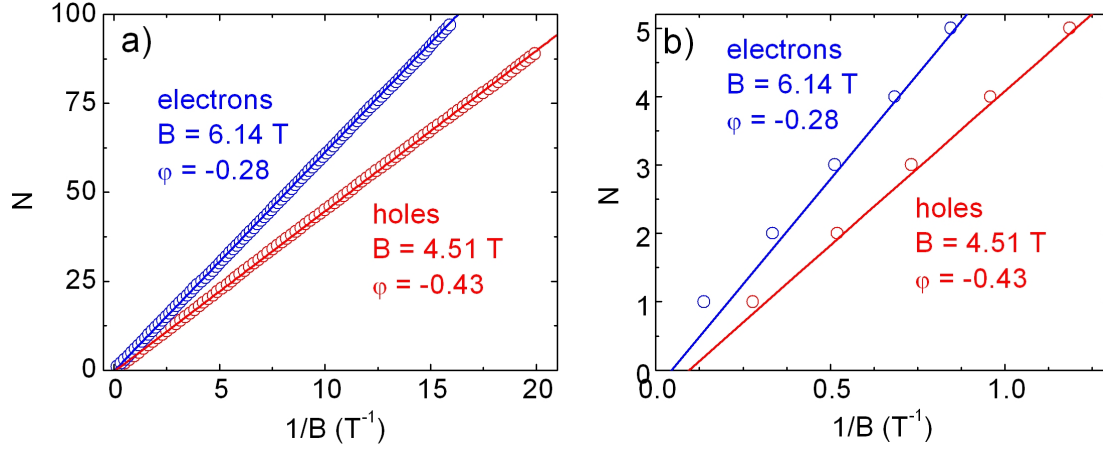 a)
100
75
50
25
0
N
electrons
B = 6.14 T
φ = -0.28
holes
B = 4.51 T
φ = -0.43
0 5 10 15 20
1/B (T⁻¹)
b)
5
4
3
2
1
0
N
electrons
B = 6.14 T
φ = -0.28
holes
B = 4.51 T
φ = -0.43
0.0 0.5 1.0
1/B (T⁻¹)